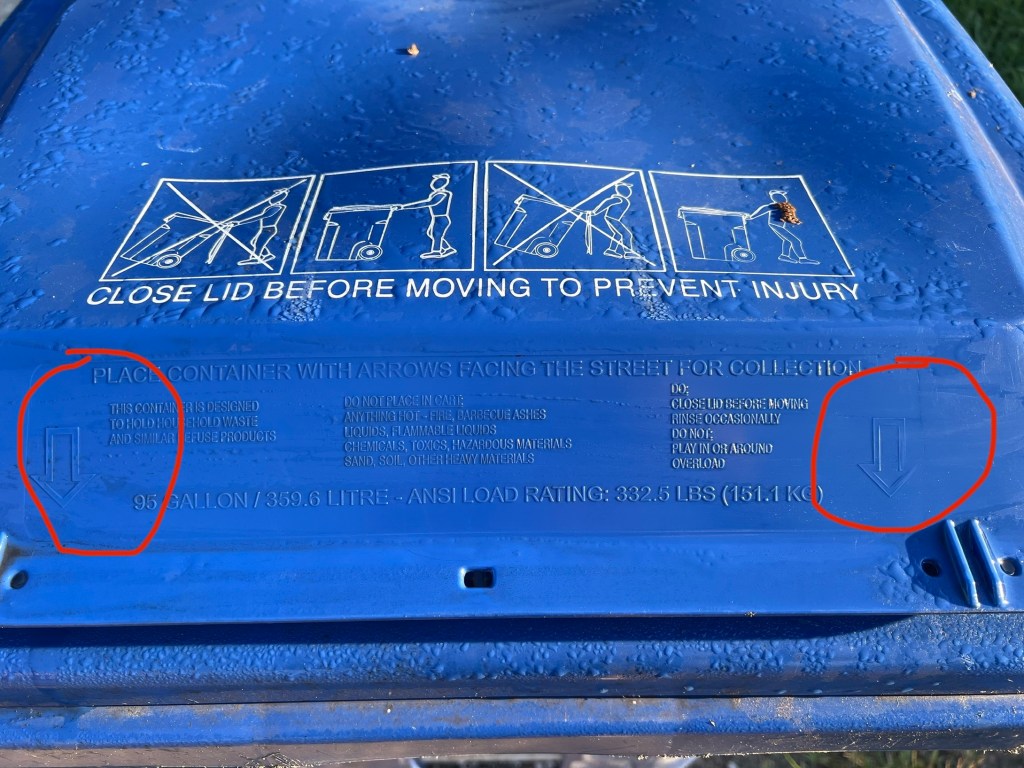 CLOSE LID BEFORE MOVING TO PREVENT INJURY
PLACE CONTAINER WITH ARROWS FACING THE STREET FOR COLLECTION
THIS CONTAINER IS DESIGNED
TO HOLD HOUSEHOLD WASTE
AND SIMILAR REFUSE PRODUCTS
DO NOT PLACE IN CART;
ANYTHING HOT - FIRE, BARBECUE ASHES
LIQUIDS, FLAMMABLE LIQUIDS
CHEMICALS, TOXICS, HAZARDOUS MATERIALS
SAND, SOIL, OTHER HEAVY MATERIALS
DO;
CLOSE LID BEFORE MOVING
RINSE OCCASIONALLY
DO NOT;
PLAY IN OR AROUND
OVERLOAD
95 GALLON / 359.6 LITRE - ANSI LOAD RATING: 332.5 LBS (151.1 KG)